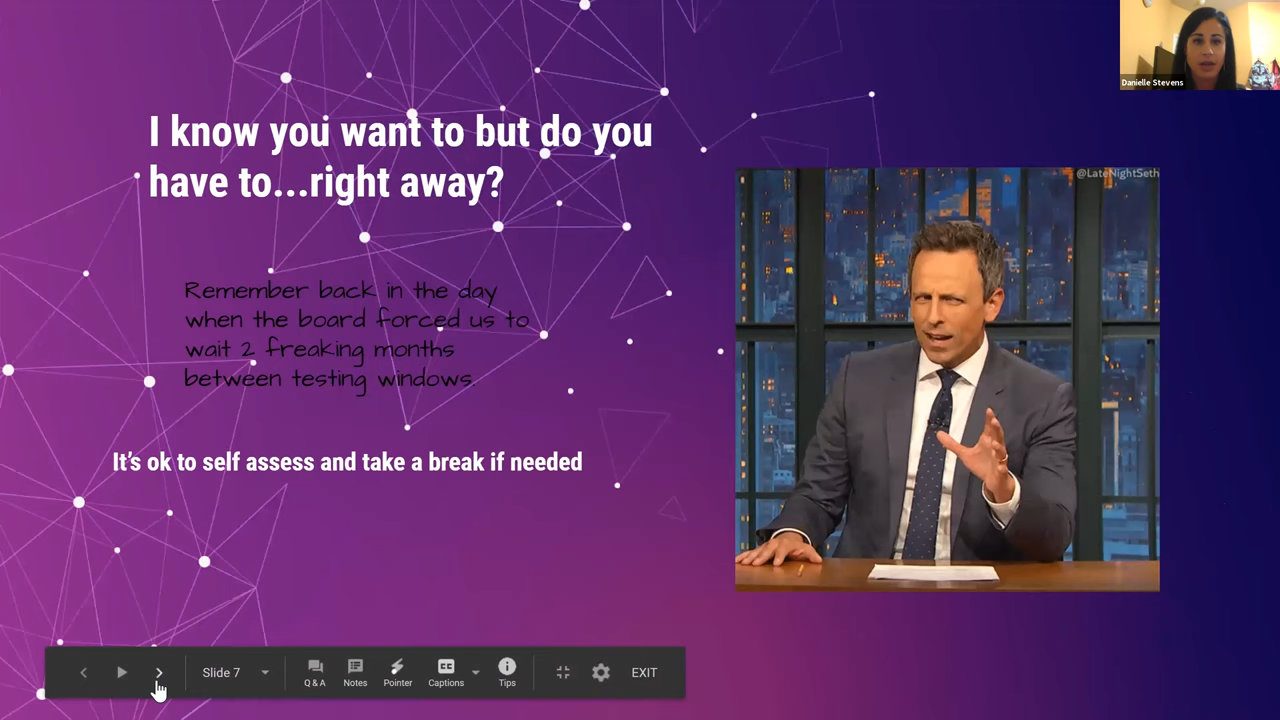 Danielle Stevens
I know you want to but do you
have to...right away?
@LateNightSeth
Remember back in the day
when the board forced us to
wait 2 freaking months
between testing windows.
It's ok to self assess and take a break if needed
Slide 7
Q & A
Notes
Pointer
CC
Captions
Tips
EXIT